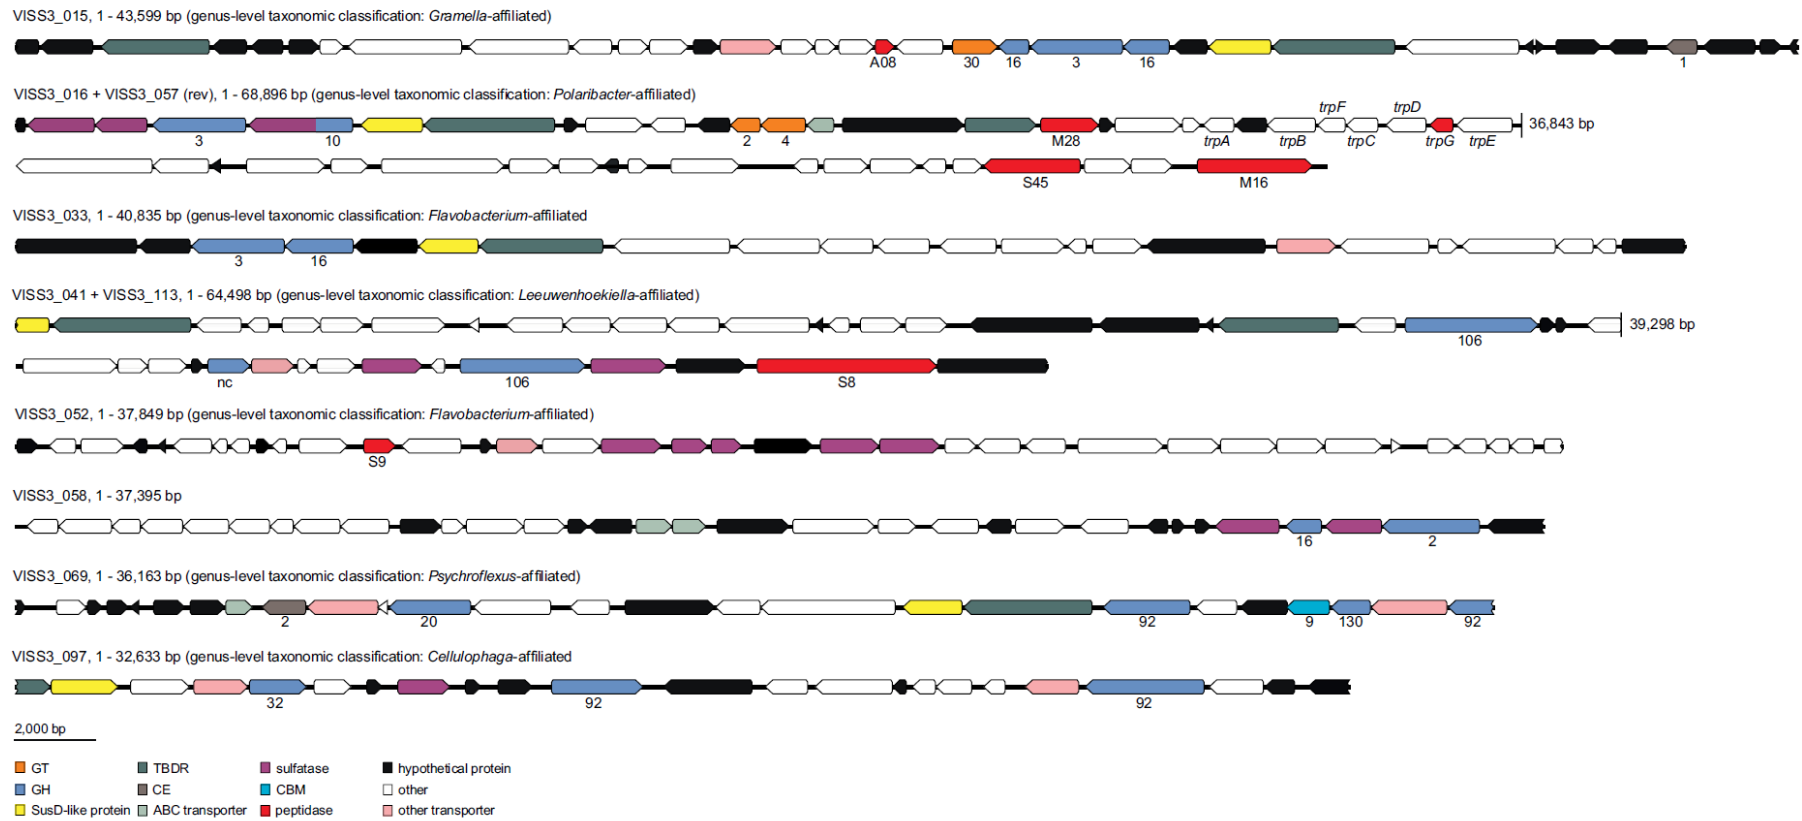 VISS3_015, 1 - 43,599 bp (genus-level taxonomic classification: Gramella-affiliated)
A08 30 16 3 16 1
VISS3_016 + VISS3_057 (rev), 1 - 68,896 bp (genus-level taxonomic classification: Polaribacter-affiliated)
trpF trpD
36,843 bp
3 10 2 4 M28 trpA trpB trpC trpG trpE
S45 M16
VISS3_033, 1 - 40,835 bp (genus-level taxonomic classification: Flavobacterium-affiliated
3 16
VISS3_041 + VISS3_113, 1 - 64,498 bp (genus-level taxonomic classification: Leeuwenhoekiella-affiliated)
39,298 bp
106
nc 106 S8
VISS3_052, 1 - 37,849 bp (genus-level taxonomic classification: Flavobacterium-affiliated)
S9
VISS3_058, 1 - 37,395 bp
16 2
VISS3_069, 1 - 36,163 bp (genus-level taxonomic classification: Psychroflexus-affiliated)
2 20 92 9 130 92
VISS3_097, 1 - 32,633 bp (genus-level taxonomic classification: Cellulophaga-affiliated
32 92 92
2,000 bp
GT TBDR sulfatase hypothetical protein
GH CE CBM other
SusD-like protein ABC transporter peptidase other transporter